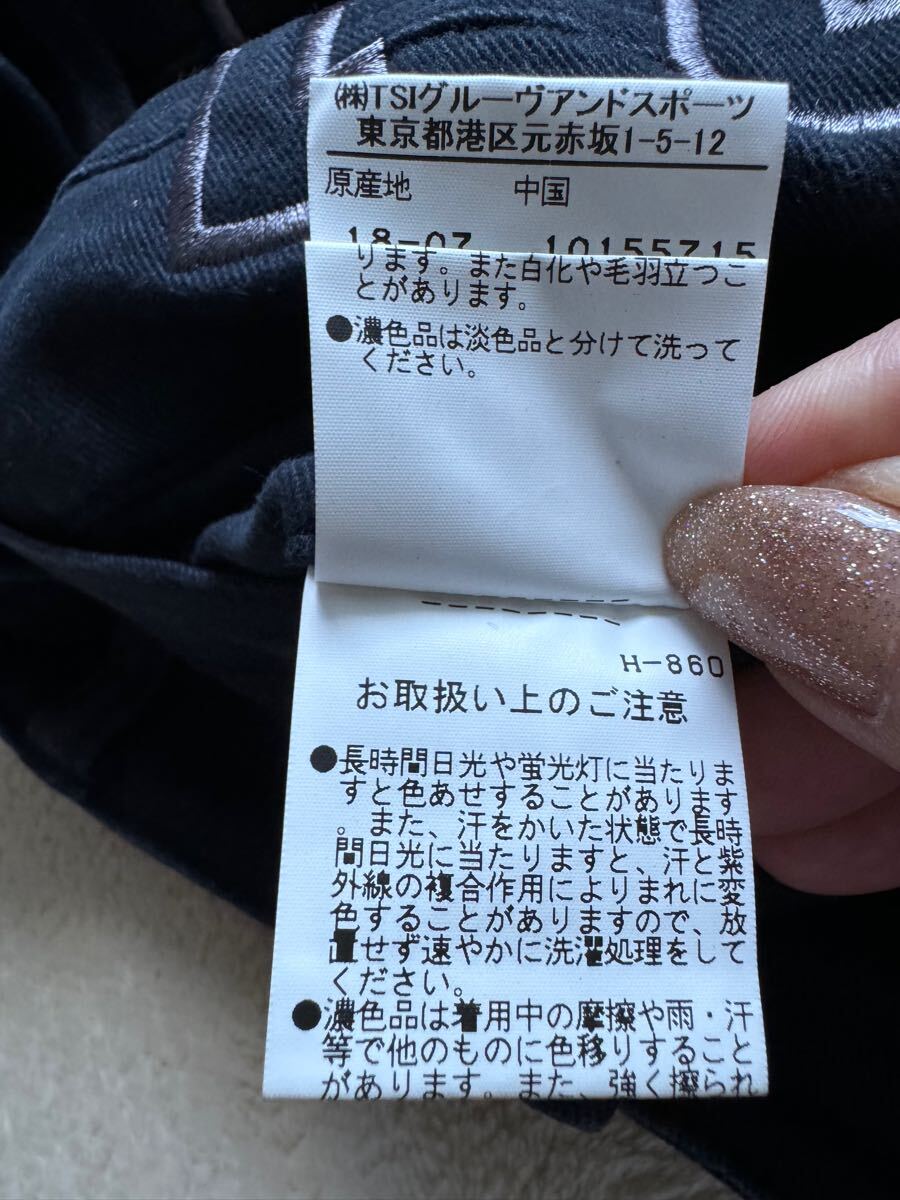 ㈱TSIグルーヴアンドスポーツ
東京都港区元赤坂1-5-12
原産地 中国
18-07 10155715
ります。また白化や毛羽立つこ
とがあります。
●濃色品は淡色品と分けて洗って
ください。
H-860
お取扱い上のご注意
●長時間日光や蛍光灯に当たりま
すと色あせすることがあります
。また、汗をかいた状態で長時
間日光に当たりますと、汗と紫
外線の複合作用によりまれに変
色することがありますので、放
置せず速やかに洗濯処理をして
ください。
●濃色品は着用中の摩擦や雨・汗
等で他のものに色移りすること
があります。また、強く擦られ